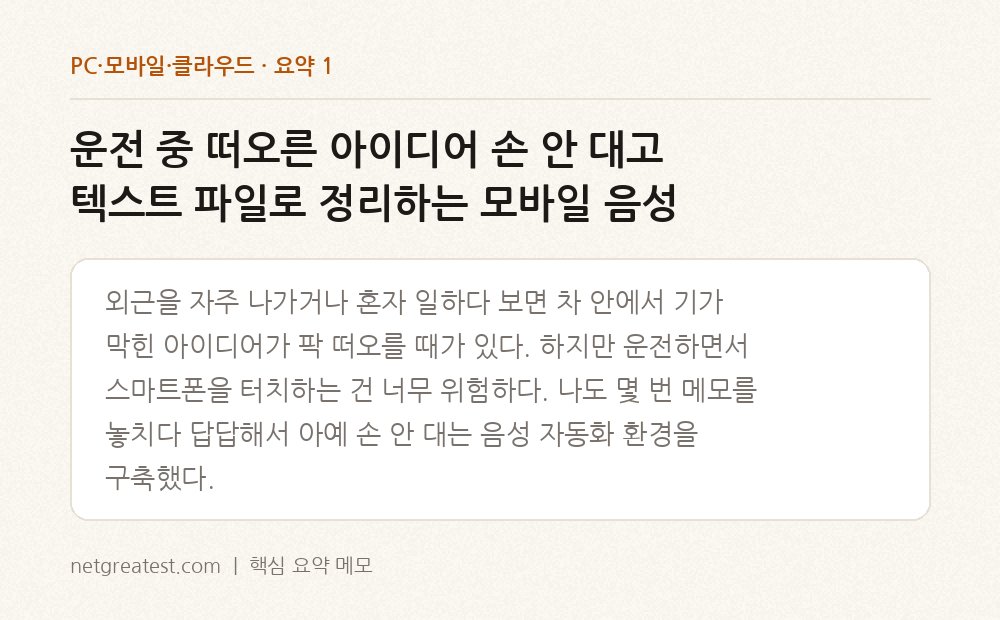 PC·모바일·클라우드 · 요약 1
운전 중 떠오른 아이디어 손 안 대고
텍스트 파일로 정리하는 모바일 음성
외근을 자주 나가거나 혼자 일하다 보면 차 안에서 기가
막힌 아이디어가 팍 떠오를 때가 있다. 하지만 운전하면서
스마트폰을 터치하는 건 너무 위험하다. 나도 몇 번 메모를
놓치다 답답해서 아예 손 안 대는 음성 자동화 환경을
구축했다.
netgreatest.com | 핵심 요약 메모